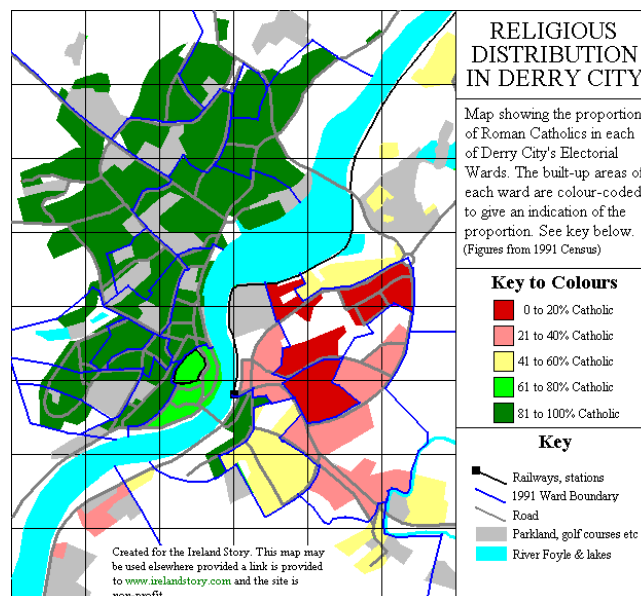 RELIGIOUS
DISTRIBUTION
IN DERRY CITY
Map showing the proportion
of Roman Catholics in each
of Derry City's Electorial
Wards. The built-up areas of
each ward are colour-coded
to give an indication of the
proportion. See key below.
(Figures from 1991 Census)
Key to Colours
0 to 20% Catholic
21 to 40% Catholic
41 to 60% Catholic
61 to 80% Catholic
81 to 100% Catholic
Key
Railways, stations
1991 Ward Boundary
Road
Parkland, golf courses etc
River Foyle & lakes
Created for the Ireland Story. This map may
be used elsewhere provided a link is provided
to www.irelandstory.com and the site is
non-profit